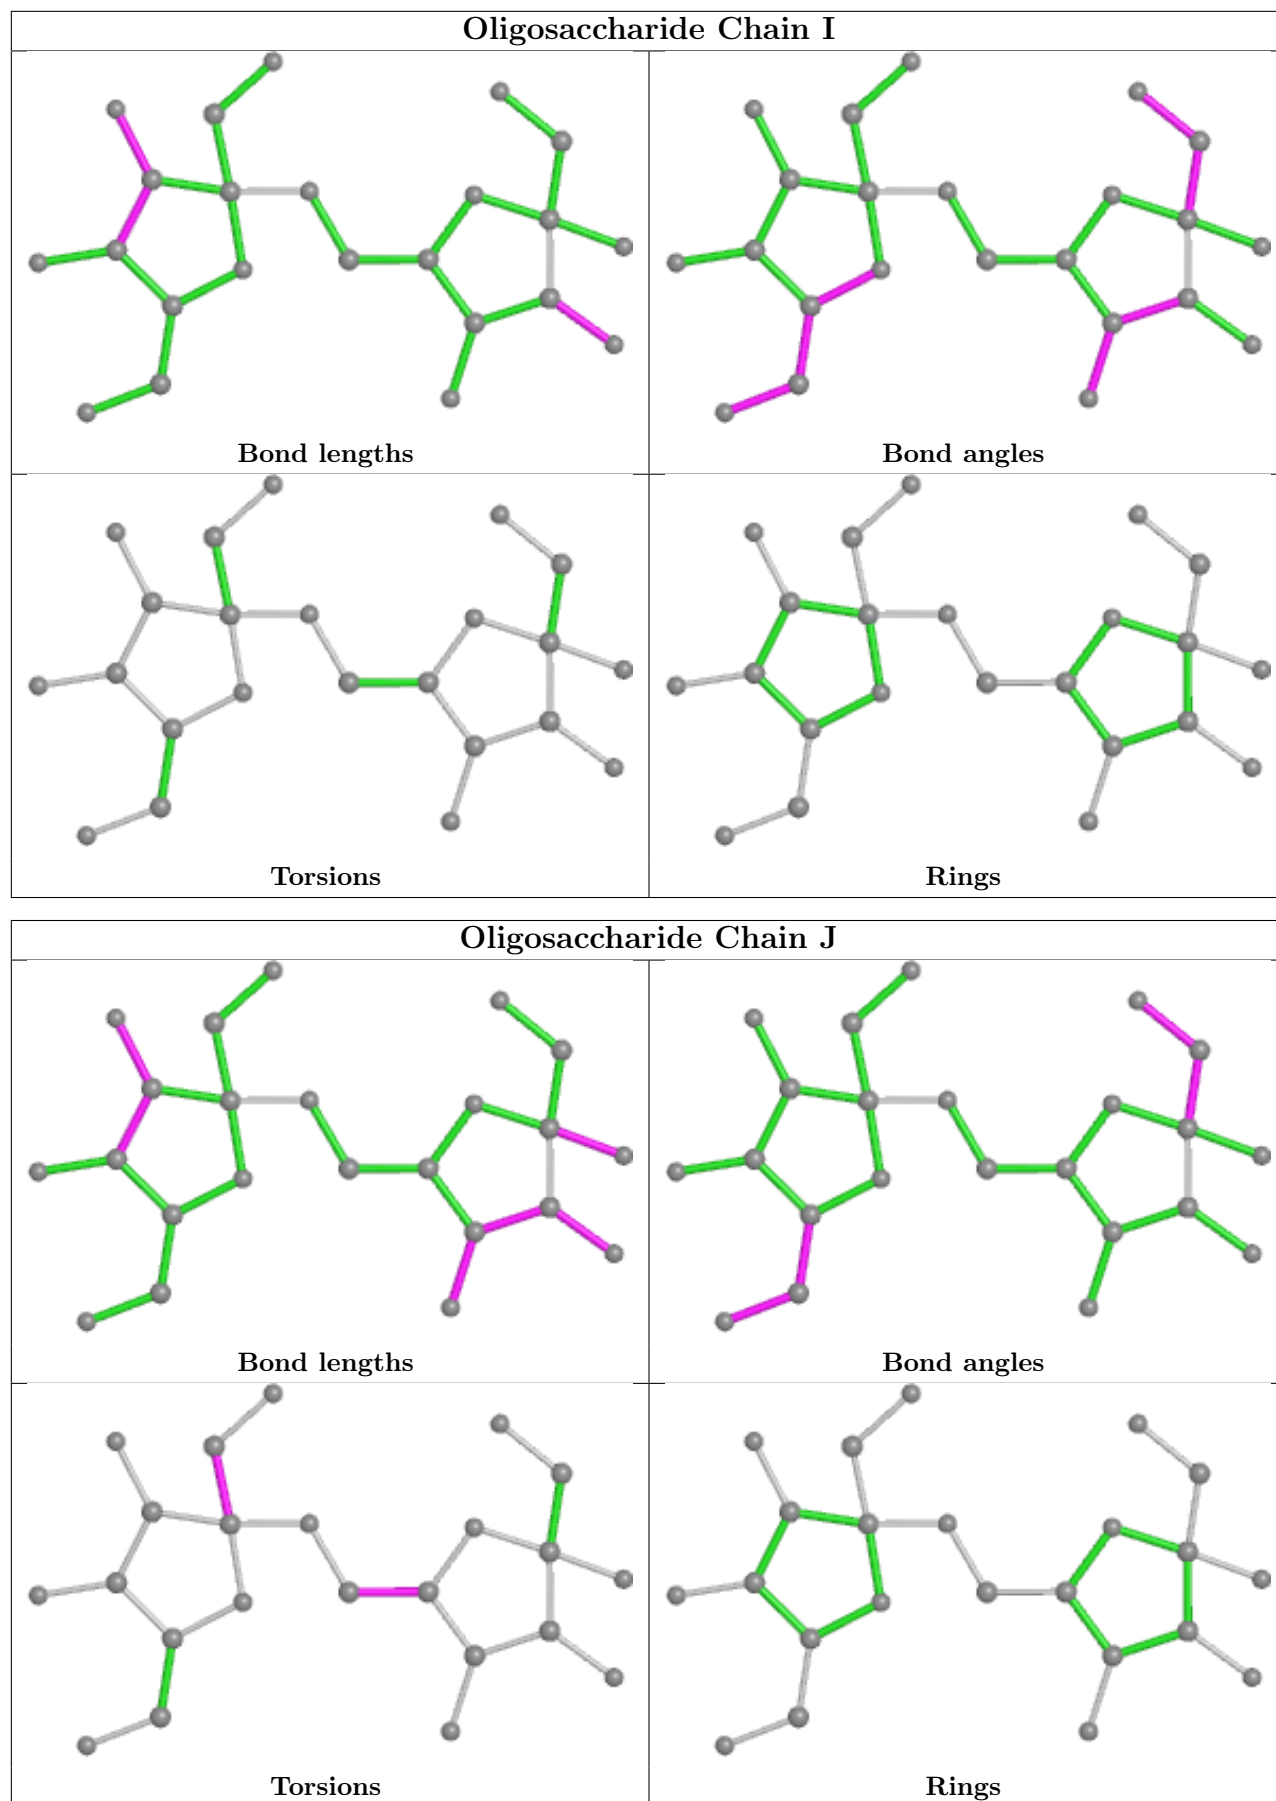 Oligosaccharide Chain I
Bond lengths
Bond angles
Torsions
Rings
Oligosaccharide Chain J
Bond lengths
Bond angles
Torsions
Rings